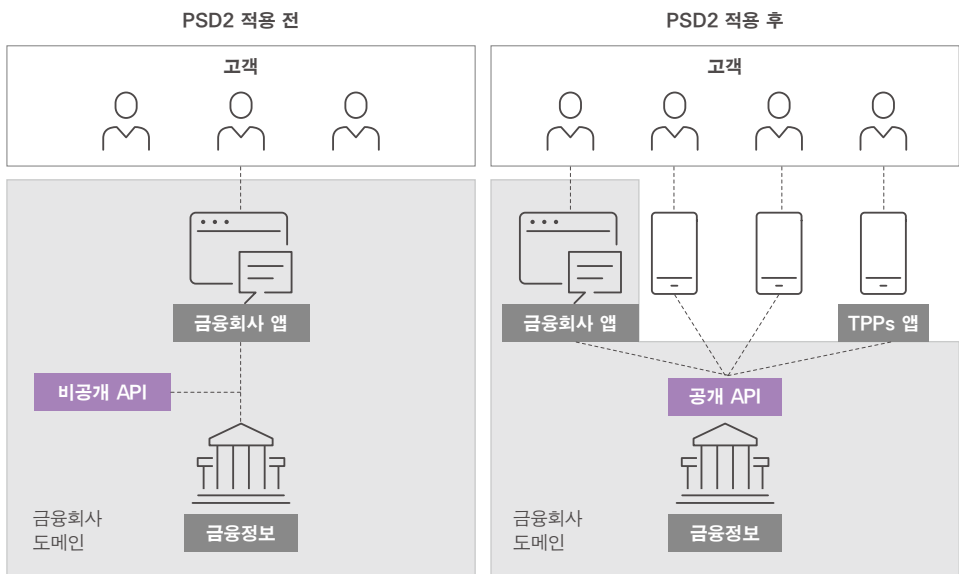 PSD2 적용 전
고객
금융회사 앱
비공개 API
금융정보
금융회사
도메인
PSD2 적용 후
고객
금융회사 앱
TPPs 앱
공개 API
금융정보
금융회사
도메인